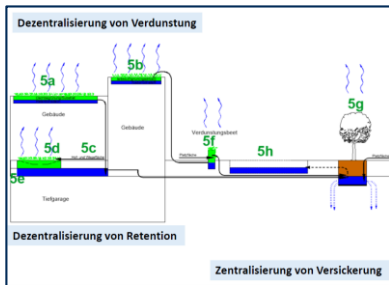 Dezentralisierung von Verdunstung
5a
5b
5g
Gebäude
Gebäude
Verdunstungsbeet
5f
5d
5c
5h
5e
Tiefgarage
Dezentralisierung von Retention
Zentralisierung von Versickerung